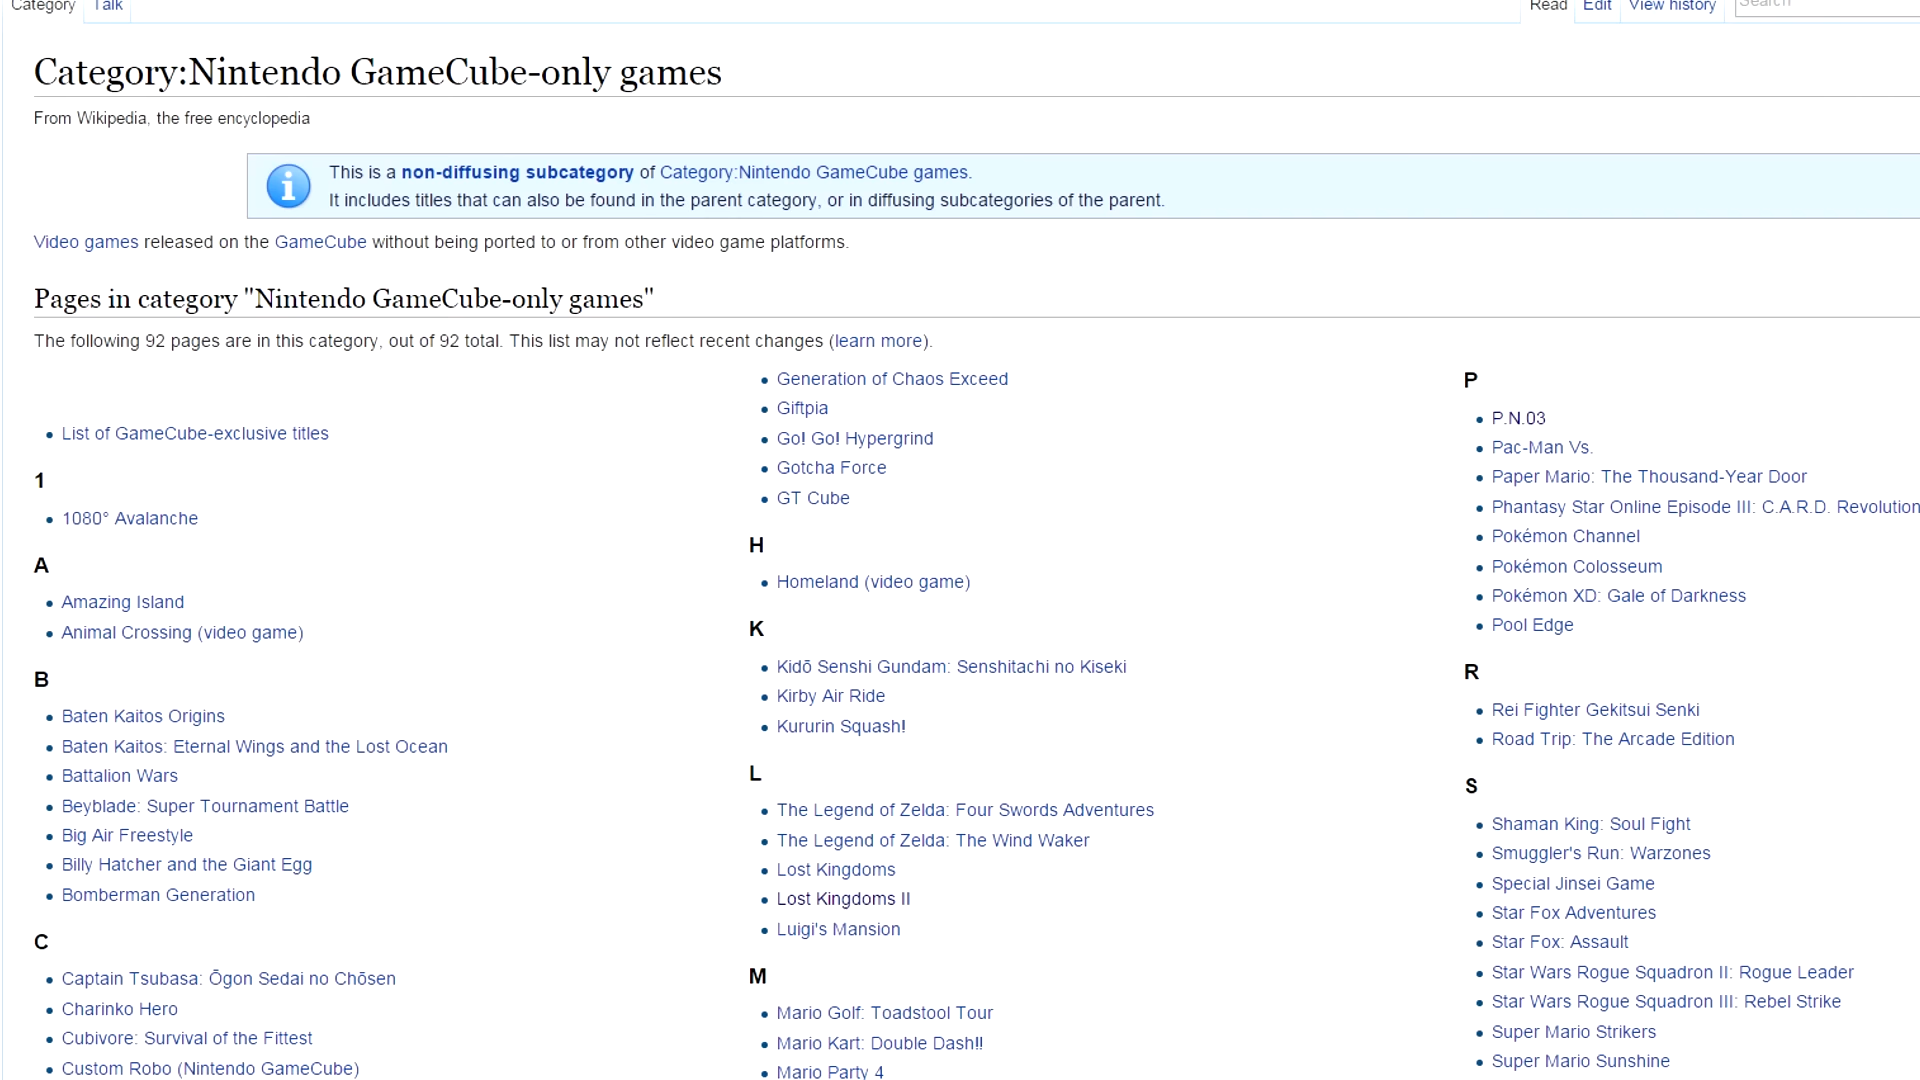 Category Talk Read Edit View history Search
Category:Nintendo GameCube-only games
From Wikipedia, the free encyclopedia
This is a non-diffusing subcategory of Category:Nintendo GameCube games.
It includes titles that can also be found in the parent category, or in diffusing subcategories of the parent.
Video games released on the GameCube without being ported to or from other video game platforms.
Pages in category "Nintendo GameCube-only games"
The following 92 pages are in this category, out of 92 total. This list may not reflect recent changes (learn more).
List of GameCube-exclusive titles
1
1080° Avalanche
A
Amazing Island
Animal Crossing (video game)
B
Baten Kaitos Origins
Baten Kaitos: Eternal Wings and the Lost Ocean
Battalion Wars
Beyblade: Super Tournament Battle
Big Air Freestyle
Billy Hatcher and the Giant Egg
Bomberman Generation
C
Captain Tsubasa: Ōgon Sedai no Chōsen
Charinko Hero
Cubivore: Survival of the Fittest
Custom Robo (Nintendo GameCube)
Generation of Chaos Exceed
Giftpia
Go! Go! Hypergrind
Gotcha Force
GT Cube
H
Homeland (video game)
K
Kidō Senshi Gundam: Senshitachi no Kiseki
Kirby Air Ride
Kururin Squash!
L
The Legend of Zelda: Four Swords Adventures
The Legend of Zelda: The Wind Waker
Lost Kingdoms
Lost Kingdoms II
Luigi's Mansion
M
Mario Golf: Toadstool Tour
Mario Kart: Double Dash!!
Mario Party 4
P
P.N.03
Pac-Man Vs.
Paper Mario: The Thousand-Year Door
Phantasy Star Online Episode III: C.A.R.D. Revolution
Pokémon Channel
Pokémon Colosseum
Pokémon XD: Gale of Darkness
Pool Edge
R
Rei Fighter Gekitsui Senki
Road Trip: The Arcade Edition
S
Shaman King: Soul Fight
Smuggler's Run: Warzones
Special Jinsei Game
Star Fox Adventures
Star Fox: Assault
Star Wars Rogue Squadron II: Rogue Leader
Star Wars Rogue Squadron III: Rebel Strike
Super Mario Strikers
Super Mario Sunshine